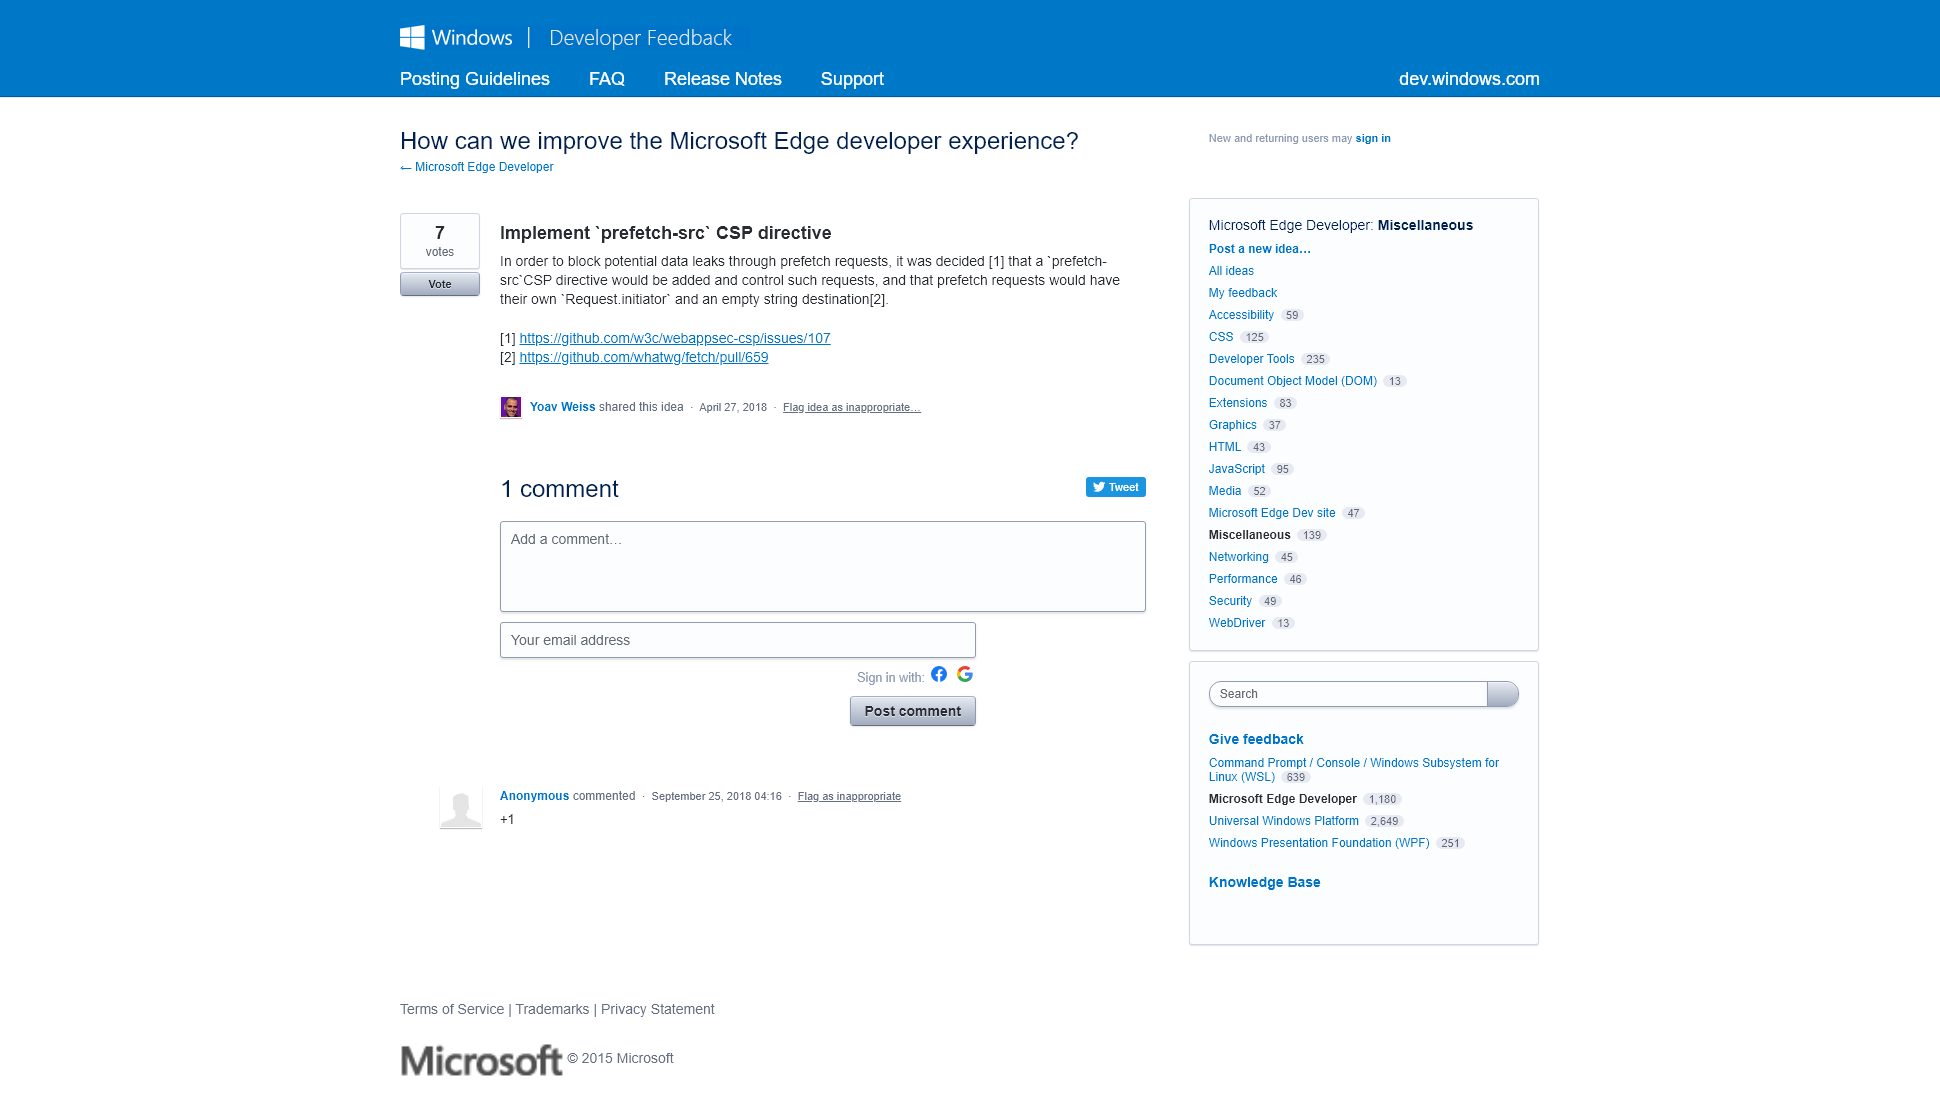 Windows | Developer Feedback
Posting Guidelines FAQ Release Notes Support dev.windows.com
How can we improve the Microsoft Edge developer experience?
← Microsoft Edge Developer
New and returning users may sign in
7
votes
Vote
Implement `prefetch-src` CSP directive
In order to block potential data leaks through prefetch requests, it was decided [1] that a `prefetch-
src`CSP directive would be added and control such requests, and that prefetch requests would have
their own `Request.initiator` and an empty string destination[2].
[1] https://github.com/w3c/webappsec-csp/issues/107
[2] https://github.com/whatwg/fetch/pull/659
Yoav Weiss shared this idea · April 27, 2018 · Flag idea as inappropriate…
1 comment
Tweet
Add a comment…
Your email address
Sign in with:
Post comment
Anonymous commented · September 25, 2018 04:16 · Flag as inappropriate
+1
Microsoft Edge Developer: Miscellaneous
Post a new idea…
All ideas
My feedback
Accessibility 59
CSS 125
Developer Tools 235
Document Object Model (DOM) 13
Extensions 83
Graphics 37
HTML 43
JavaScript 95
Media 52
Microsoft Edge Dev site 47
Miscellaneous 139
Networking 45
Performance 46
Security 49
WebDriver 13
Search
Give feedback
Command Prompt / Console / Windows Subsystem for
Linux (WSL) 639
Microsoft Edge Developer 1,180
Universal Windows Platform 2,649
Windows Presentation Foundation (WPF) 251
Knowledge Base
Terms of Service | Trademarks | Privacy Statement
Microsoft © 2015 Microsoft